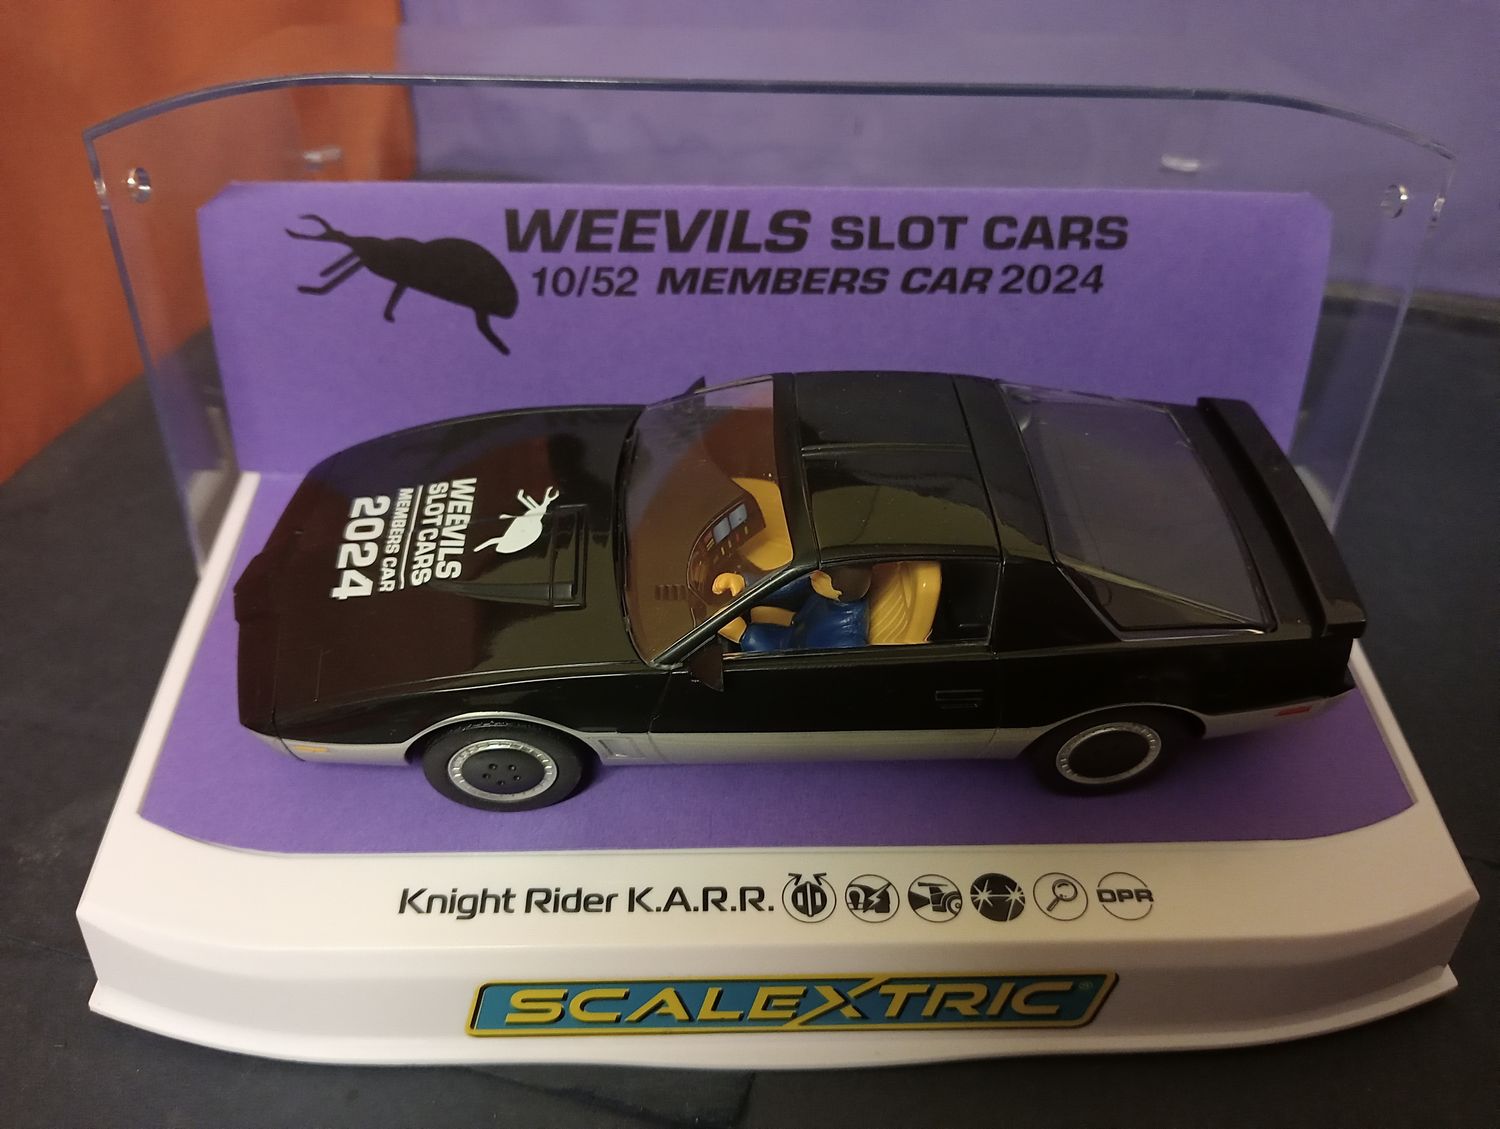 WEEVILS SLOT CARS
10/52 MEMBERS CAR 2024
WEEVILS
SLOT CARS
MEMBERS CAR
2024
Knight Rider K.A.R.R. DPR
SCALEXTRIC®